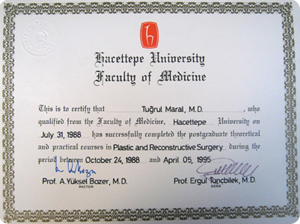 Hacettepe University
Faculty of Medicine
This is to certify that Tuğrul Maral, M.D. , who
qualified from the Faculty of Medicine, Hacettepe University on
July 31, 1988 has successfully completed the postgraduate theoretical
and practical courses in Plastic and Reconstructive Surgery, during the
period between October 24, 1988 and April 05, 1995
Prof. A.Yüksel Bozer, M.D. Prof. Ergül Tunçbilek, M.D.
RECTOR DEAN